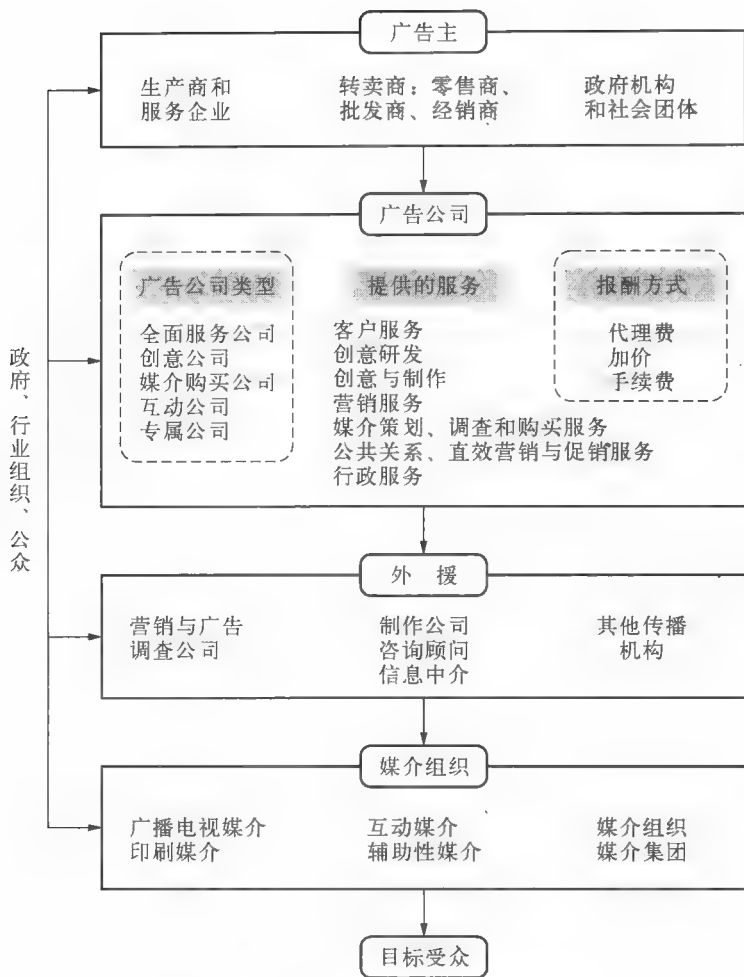 广告主
生产商和
服务企业
转卖商：零售商、
批发商、经销商
政府机构
和社会团体
广告公司
广告公司类型
全面服务公司
创意公司
媒介购买公司
互动公司
专属公司
提供的服务
客户服务
创意研发
创意与制作
营销服务
媒介策划、调查和购买服务
公共关系、直效营销与促销服务
行政服务
报酬方式
代理费
加价
手续费
政府、行业组织、公众
外 援
营销与广告
调查公司
制作公司
咨询顾问
信息中介
其他传播
机构
媒介组织
广播电视媒介
印刷媒介
互动媒介
辅助性媒介
媒介组织
媒介集团
目标受众